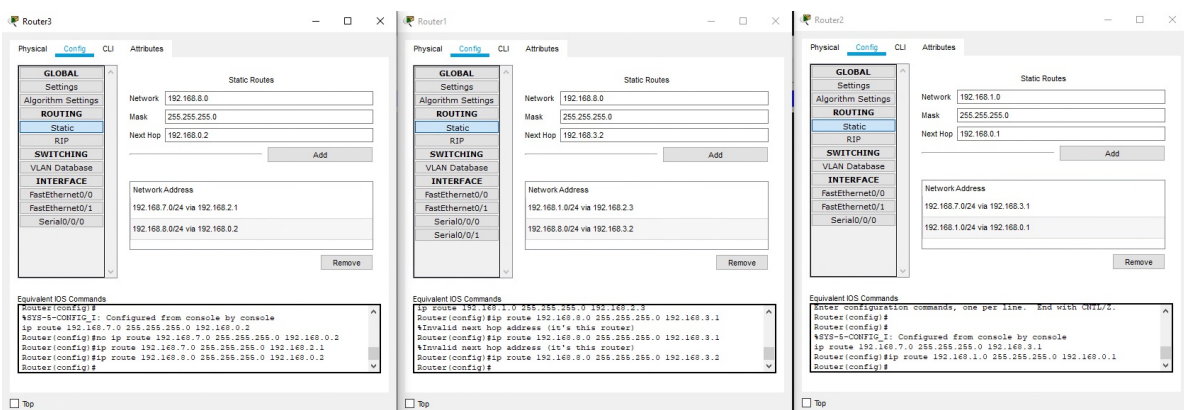 Router3
Physical Config CLI Attributes
GLOBAL
Settings
Algorithm Settings
ROUTING
Static
RIP
SWITCHING
VLAN Database
INTERFACE
FastEthernet0/0
FastEthernet0/1
Serial0/0/0
Static Routes
Network 192.168.8.0
Mask 255.255.255.0
Next Hop 192.168.0.2
Add
Network Address
192.168.7.0/24 via 192.168.2.1
192.168.8.0/24 via 192.168.0.2
Remove
Equivalent IOS Commands
Router(config)#
%SYS-5-CONFIG_I: Configured from console by console
ip route 192.168.7.0 255.255.255.0 192.168.0.2
Router(config)#no ip route 192.168.7.0 255.255.255.0 192.168.0.2
Router(config)#ip route 192.168.7.0 255.255.255.0 192.168.2.1
Router(config)#ip route 192.168.8.0 255.255.255.0 192.168.0.2
Router(config)#
Top
Router1
Physical Config CLI Attributes
GLOBAL
Settings
Algorithm Settings
ROUTING
Static
RIP
SWITCHING
VLAN Database
INTERFACE
FastEthernet0/0
FastEthernet0/1
Serial0/0/0
Serial0/0/1
Static Routes
Network 192.168.8.0
Mask 255.255.255.0
Next Hop 192.168.3.2
Add
Network Address
192.168.1.0/24 via 192.168.2.3
192.168.8.0/24 via 192.168.3.2
Remove
Equivalent IOS Commands
ip route 192.168.1.0 255.255.255.0 192.168.2.3
Router(config)#ip route 192.168.8.0 255.255.255.0 192.168.3.1
%Invalid next hop address (it's this router)
Router(config)#ip route 192.168.8.0 255.255.255.0 192.168.3.1
%Invalid next hop address (it's this router)
Router(config)#ip route 192.168.8.0 255.255.255.0 192.168.3.2
Router(config)#
Top
Router2
Physical Config CLI Attributes
GLOBAL
Settings
Algorithm Settings
ROUTING
Static
RIP
SWITCHING
VLAN Database
INTERFACE
FastEthernet0/0
FastEthernet0/1
Serial0/0/0
Static Routes
Network 192.168.1.0
Mask 255.255.255.0
Next Hop 192.168.0.1
Add
Network Address
192.168.7.0/24 via 192.168.3.1
192.168.1.0/24 via 192.168.0.1
Remove
Equivalent IOS Commands
Enter configuration commands, one per line. End with CNTL/Z.
Router(config)#
Router(config)#
%SYS-5-CONFIG_I: Configured from console by console
ip route 192.168.7.0 255.255.255.0 192.168.3.1
Router(config)#ip route 192.168.1.0 255.255.255.0 192.168.0.1
Router(config)#
Top